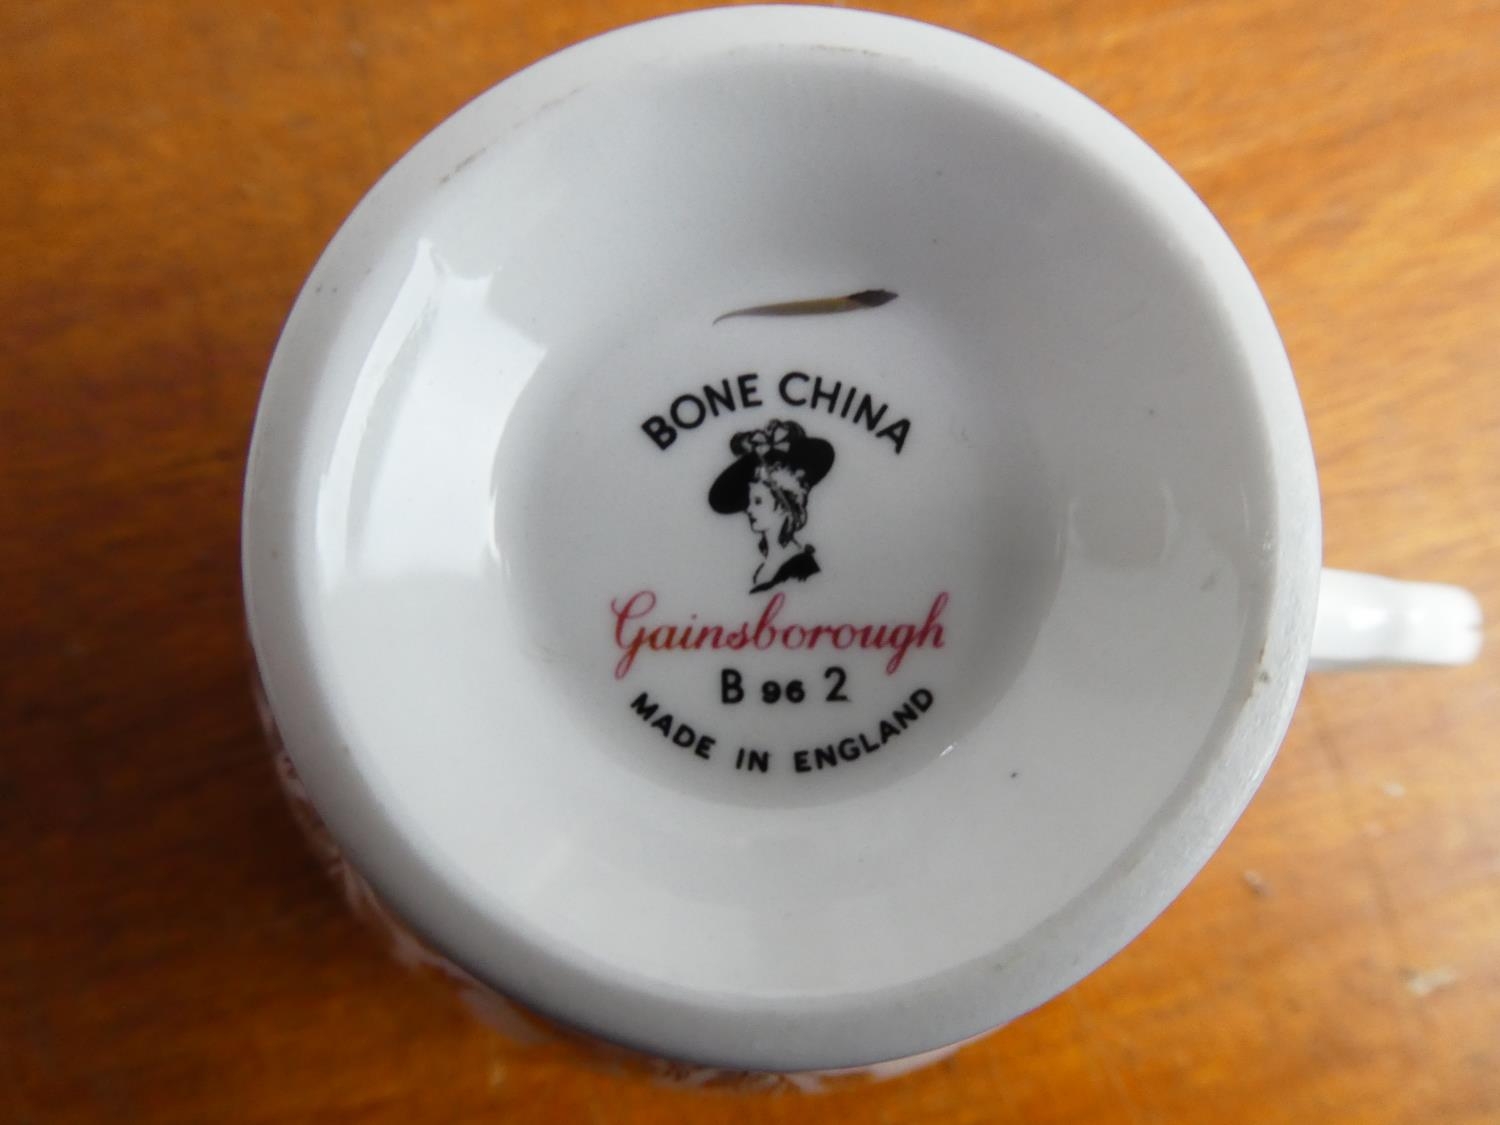 BONE CHINA
Gainsborough
B 96 2
MADE IN ENGLAND